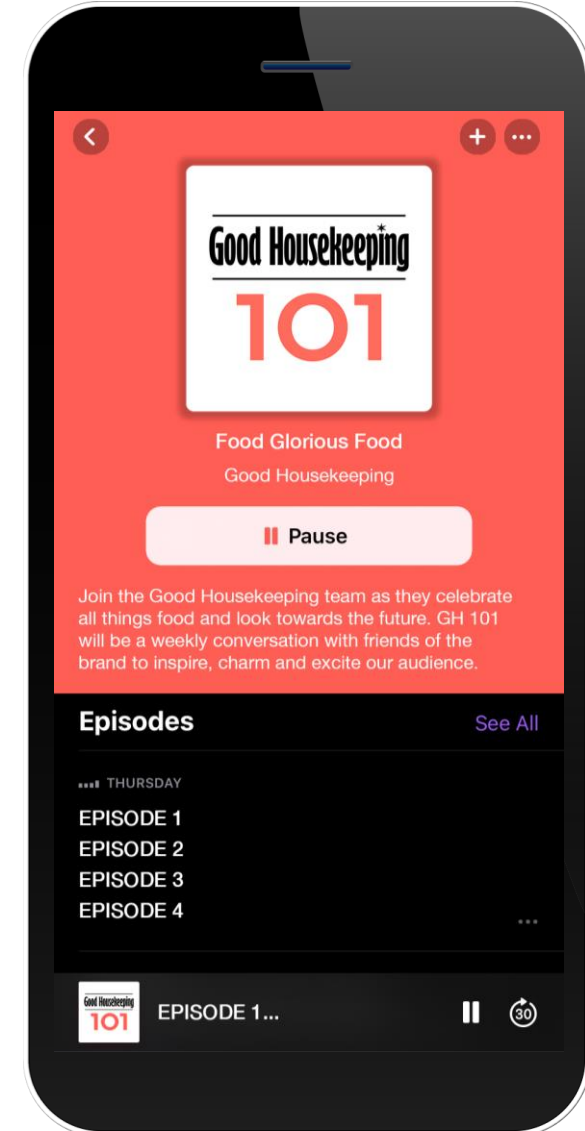 Good Housekeeping
101
Food Glorious Food
Good Housekeeping
Pause
Join the Good Housekeeping team as they celebrate
all things food and look towards the future. GH 101
will be a weekly conversation with friends of the
brand to inspire, charm and excite our audience.
Episodes See All
THURSDAY
EPISODE 1
EPISODE 2
EPISODE 3
EPISODE 4
Good Housekeeping
101
EPISODE 1...
30